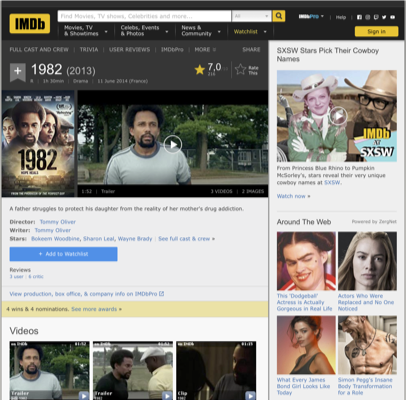 IMDb
Find Movies, TV shows, Celebrities and more...
All
IMDbPro
Help
Movies, TV & Showtimes
Celebs, Events & Photos
News & Community
Watchlist
Sign in
FULL CAST AND CREW | TRIVIA | USER REVIEWS | IMDbPro | MORE
SHARE
1982 (2013)
1h 30min | Drama | 11 June 2014 (France)
7,0
Rate This
1982
1:52 | Trailer
3 VIDEOS | 2 IMAGES
A father struggles to protect his daughter from the reality of her mother's drug addiction.
Director: Tommy Oliver
Writer: Tommy Oliver
Stars: Bokeem Woodbine, Sharon Leal, Wayne Brady | See full cast & crew »
+ Add to Watchlist
Reviews
3 user · 6 critic
View production, box office, & company info on IMDbPro
4 wins & 4 nominations. See more awards »
Videos
SXSW Stars Pick Their Cowboy
Names
IMDb
AT
SXSW
From Princess Blue Rhino to Pumpkin
McSorley, stars reveal their very unique
cowboy names at SXSW.
Watch now »
Around The Web
Powered by ZergNet
This 'Dodgeball'
Actress is Actually
Gorgeous in Real Life
Actors Who Were
Replaced and No One
Noticed
What Every James
Bond Girl Looks Like
Today
Simon Pegg's Insane
Body Transformation
for a Role